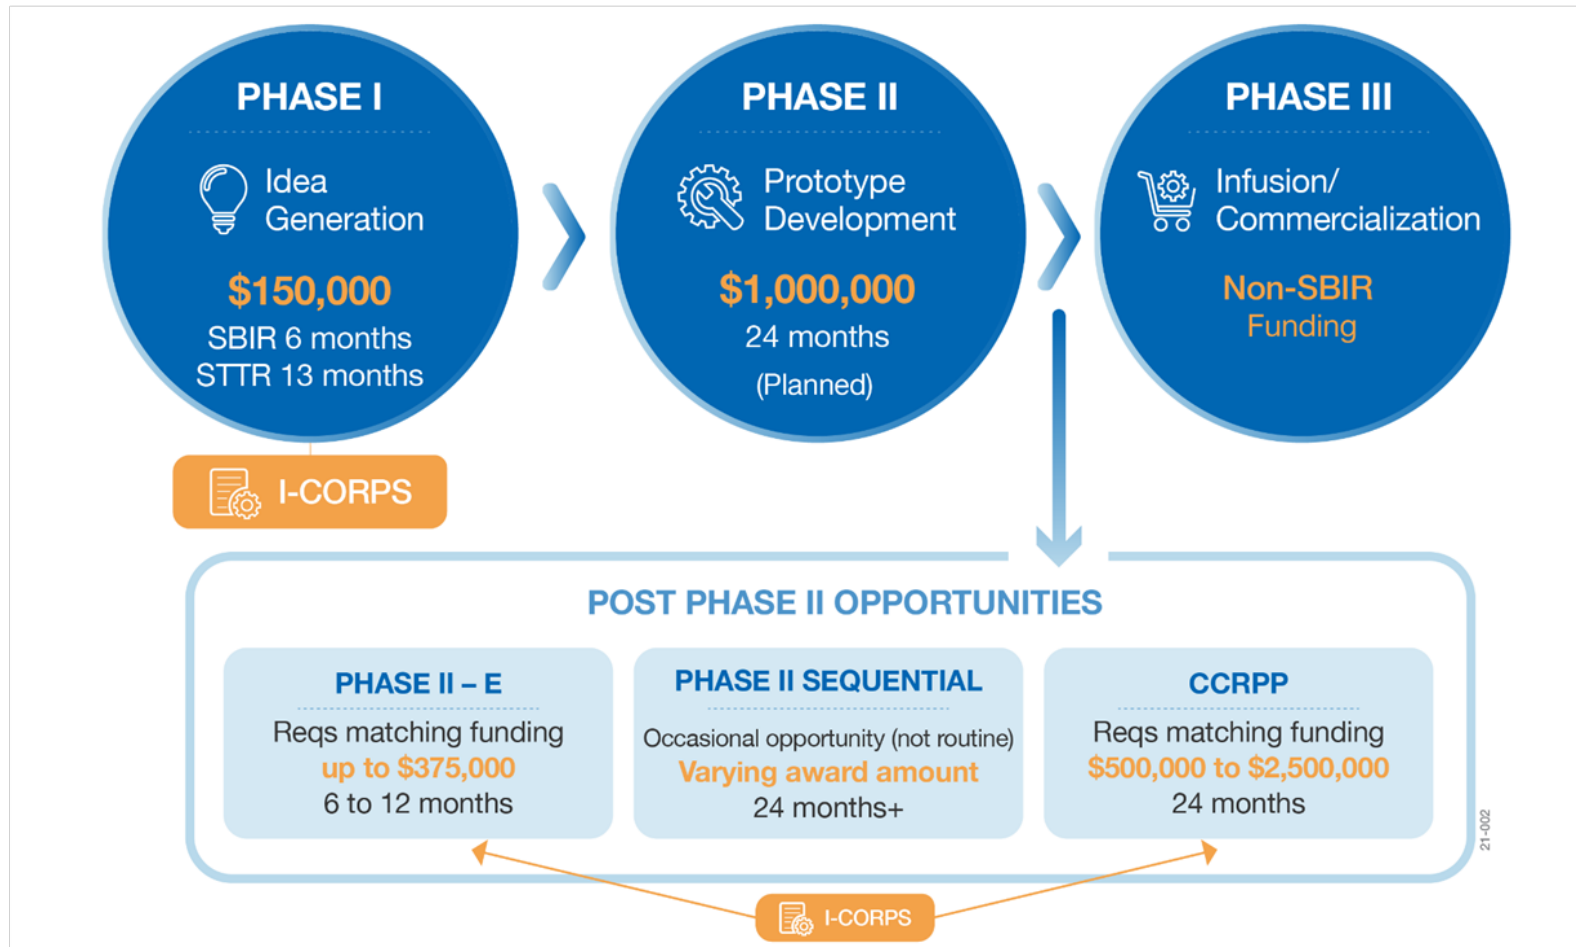 PHASE I
Idea
Generation
$150,000
SBIR 6 months
STTR 13 months
I-CORPS
PHASE II
Prototype
Development
$1,000,000
24 months
(Planned)
PHASE III
Infusion/
Commercialization
Non-SBIR
Funding
POST PHASE II OPPORTUNITIES
PHASE II – E
Reqs matching funding
up to $375,000
6 to 12 months
PHASE II SEQUENTIAL
Occasional opportunity (not routine)
Varying award amount
24 months+
CCRPP
Reqs matching funding
$500,000 to $2,500,000
24 months
21-002
I-CORPS